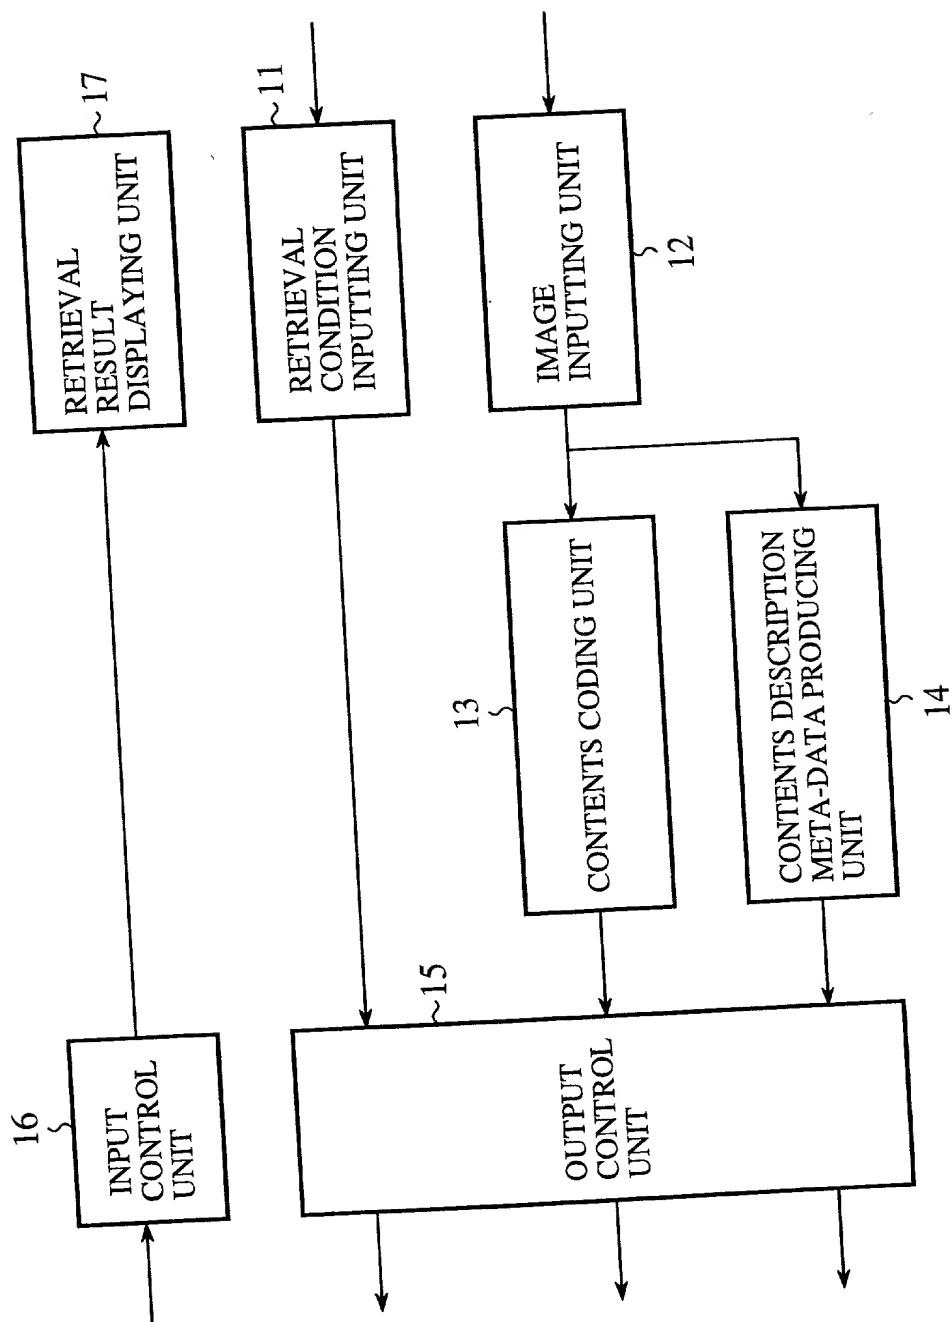 17
RETRIEVAL
RESULT
DISPLAYING UNIT
11
RETRIEVAL
CONDITION
INPUTTING UNIT
IMAGE
INPUTTING UNIT
12
13
CONTENTS CODING UNIT
CONTENTS DESCRIPTION
META-DATA PRODUCING
UNIT
14
15
OUTPUT
CONTROL
UNIT
16
INPUT
CONTROL
UNIT